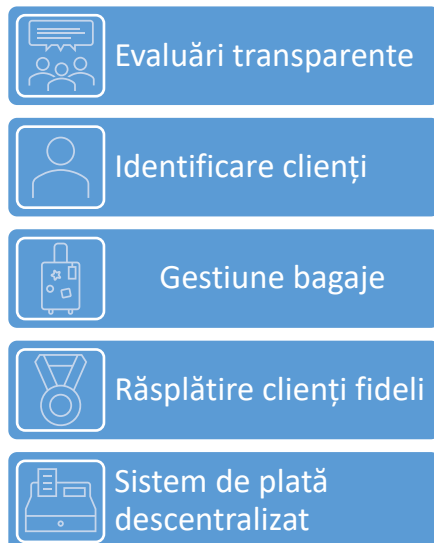 Evaluări transparente
Identificare clienți
Gestiune bagaje
Răsplătire clienți fideli
Sistem de plată
descentralizat